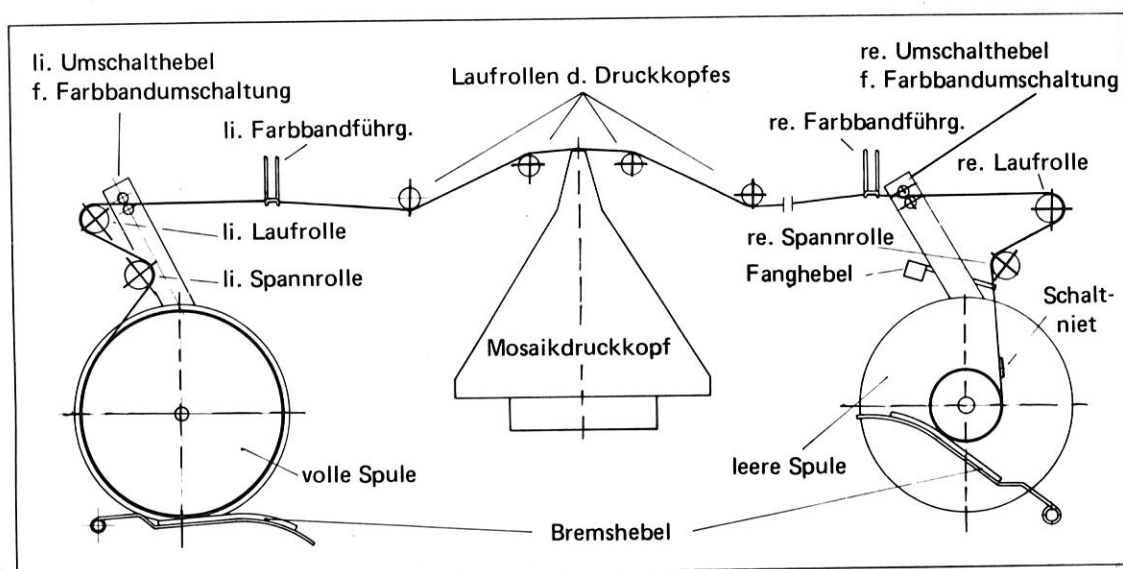 li. Umschalthebel
f. Farbbandumschaltung
li. Farbbandführg.
Laufrollen d. Druckkopfes
re. Umschalthebel
f. Farbbandumschaltung
re. Farbbandführg.
re. Laufrolle
li. Laufrolle
li. Spannrolle
re. Spannrolle
Fanghebel
Schalt-
niet
Mosaikdruckkopf
volle Spule
leere Spule
Bremshebel